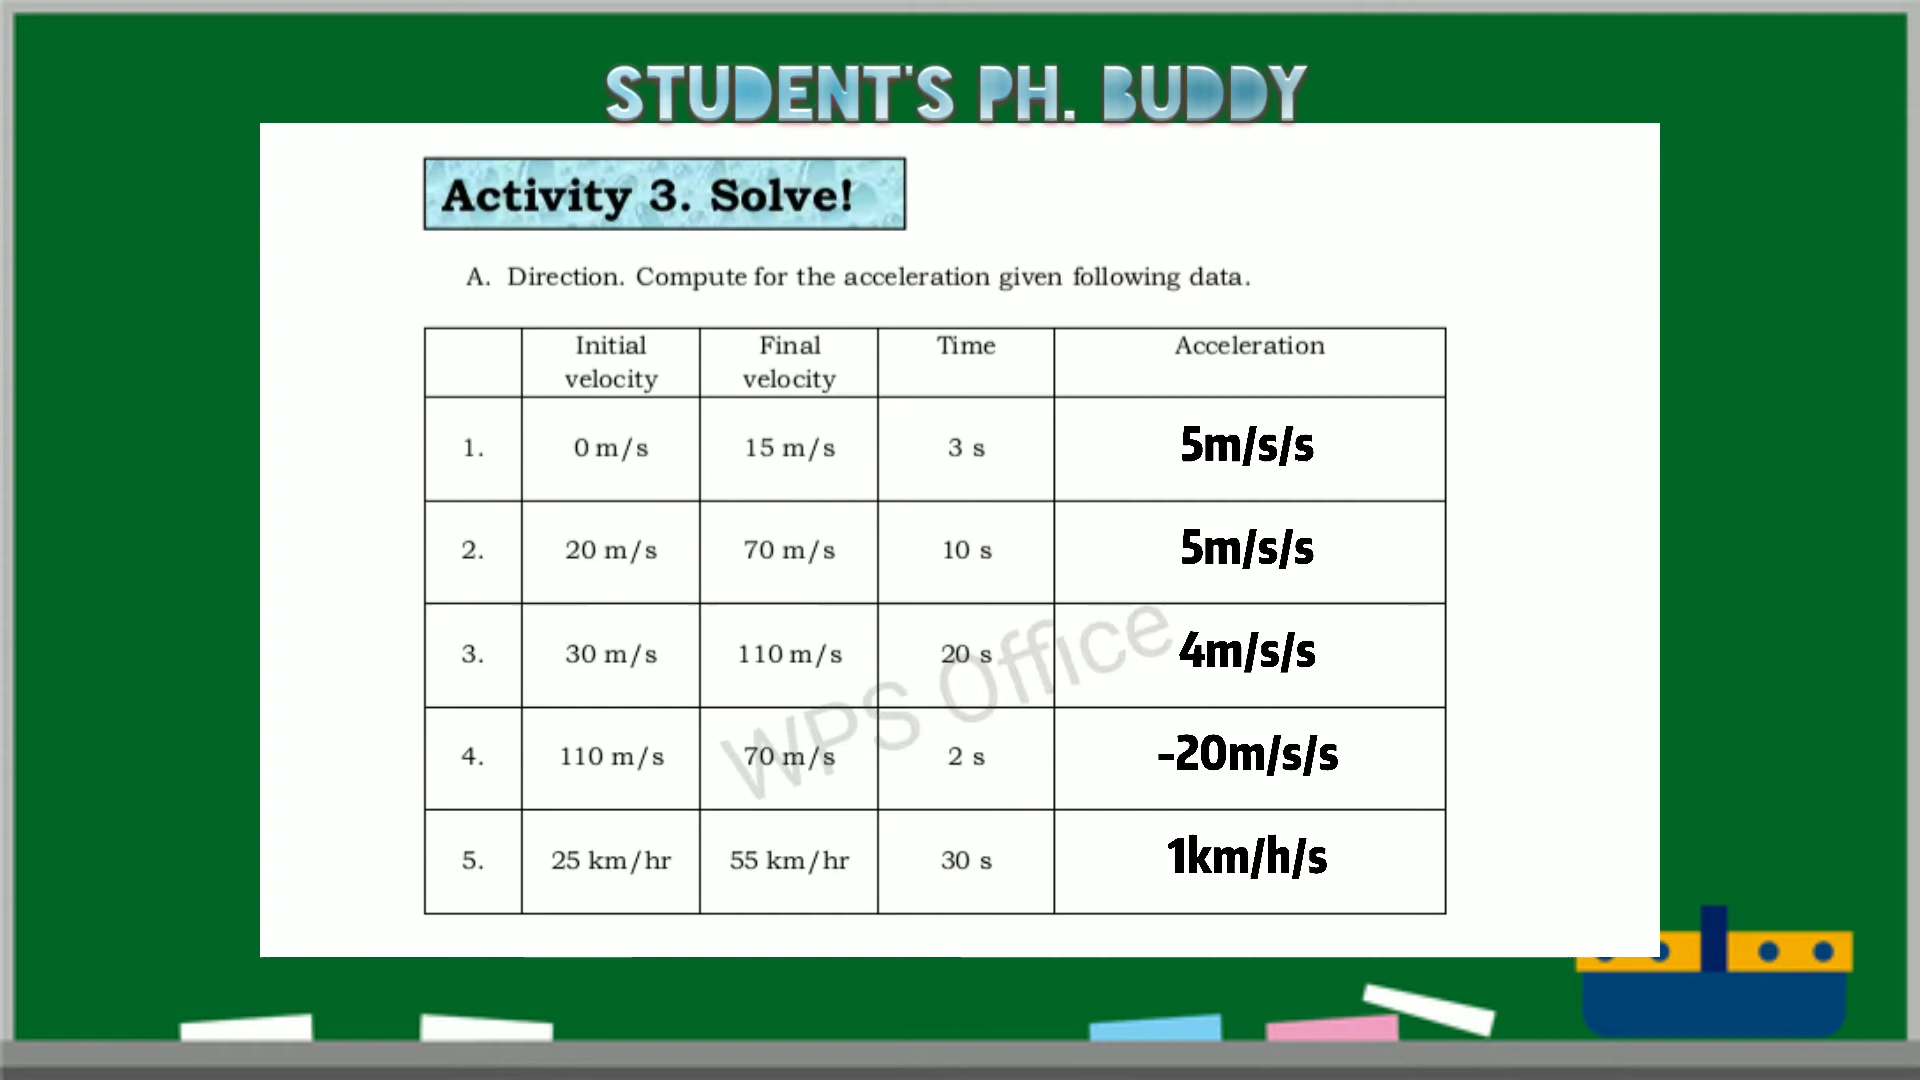 STUDENT'S PH. BUDDY
Activity 3. Solve!
A. Direction. Compute for the acceleration given following data.
Initial velocity Final velocity Time Acceleration
1. 0 m/s 15 m/s 3 s 5m/s/s
2. 20 m/s 70 m/s 10 s 5m/s/s
3. 30 m/s 110 m/s 20 s 4m/s/s
4. 110 m/s 70 m/s 2 s -20m/s/s
5. 25 km/hr 55 km/hr 30 s 1km/h/s
WPS Office